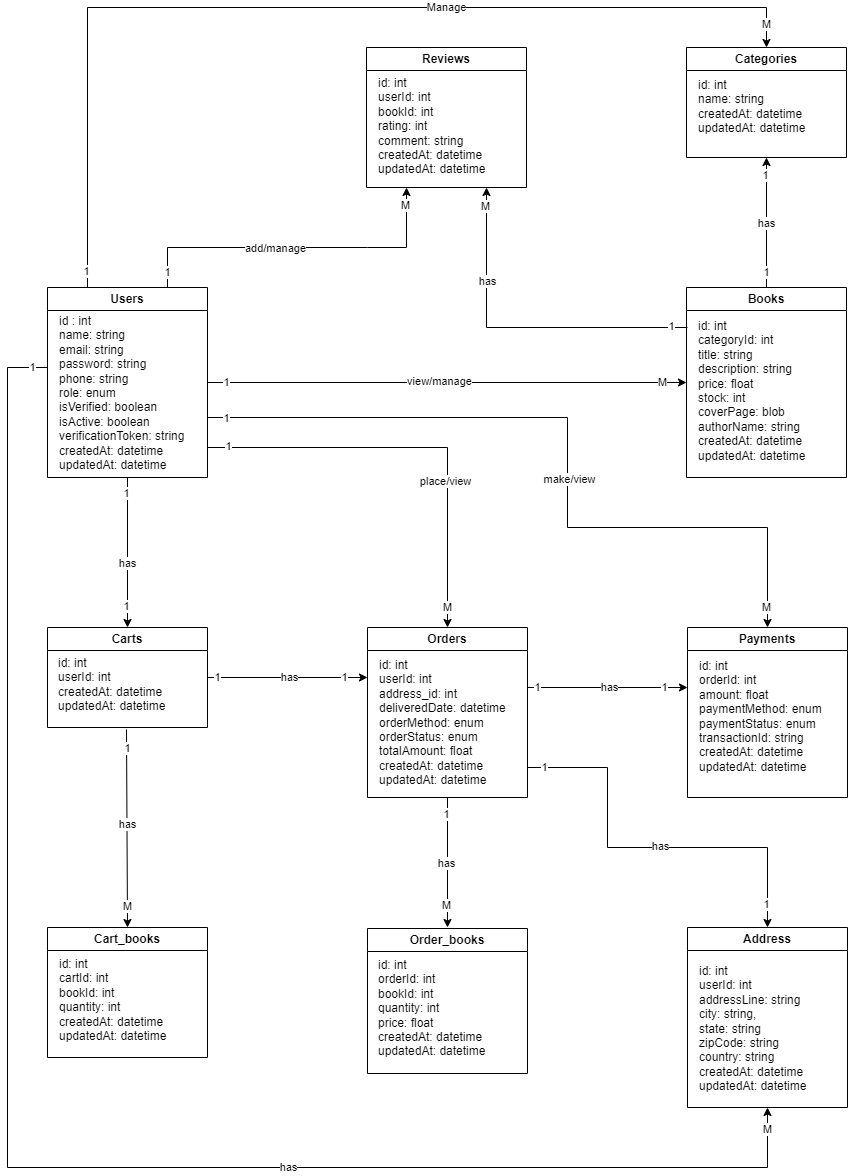 Manage
M
Reviews
id: int
userId: int
bookId: int
rating: int
comment: string
createdAt: datetime
updatedAt: datetime
Categories
id: int
name: string
createdAt: datetime
updatedAt: datetime
M
M
1
has
1
add/manage
1
1
has
1
Users
id : int
name: string
email: string
password: string
phone: string
role: enum
isVerified: boolean
isActive: boolean
verificationToken: string
createdAt: datetime
updatedAt: datetime
Books
id: int
categoryId: int
title: string
description: string
price: float
stock: int
coverPage: blob
authorName: string
createdAt: datetime
updatedAt: datetime
1
1
1
view/manage
M
1
1
place/view
make/view
1
has
1
M
M
Carts
id: int
userId: int
createdAt: datetime
updatedAt: datetime
Orders
id: int
userId: int
address_id: int
deliveredDate: datetime
orderMethod: enum
orderStatus: enum
totalAmount: float
createdAt: datetime
updatedAt: datetime
Payments
id: int
orderId: int
amount: float
paymentMethod: enum
paymentStatus: enum
transactionId: string
createdAt: datetime
updatedAt: datetime
1
has
1
1
has
1
1
1
has
M
1
has
M
has
1
Cart_books
id: int
cartId: int
bookId: int
quantity: int
createdAt: datetime
updatedAt: datetime
Order_books
id: int
orderId: int
bookId: int
quantity: int
price: float
createdAt: datetime
updatedAt: datetime
Address
id: int
userId: int
addressLine: string
city: string,
state: string
zipCode: string
country: string
createdAt: datetime
updatedAt: datetime
M
has